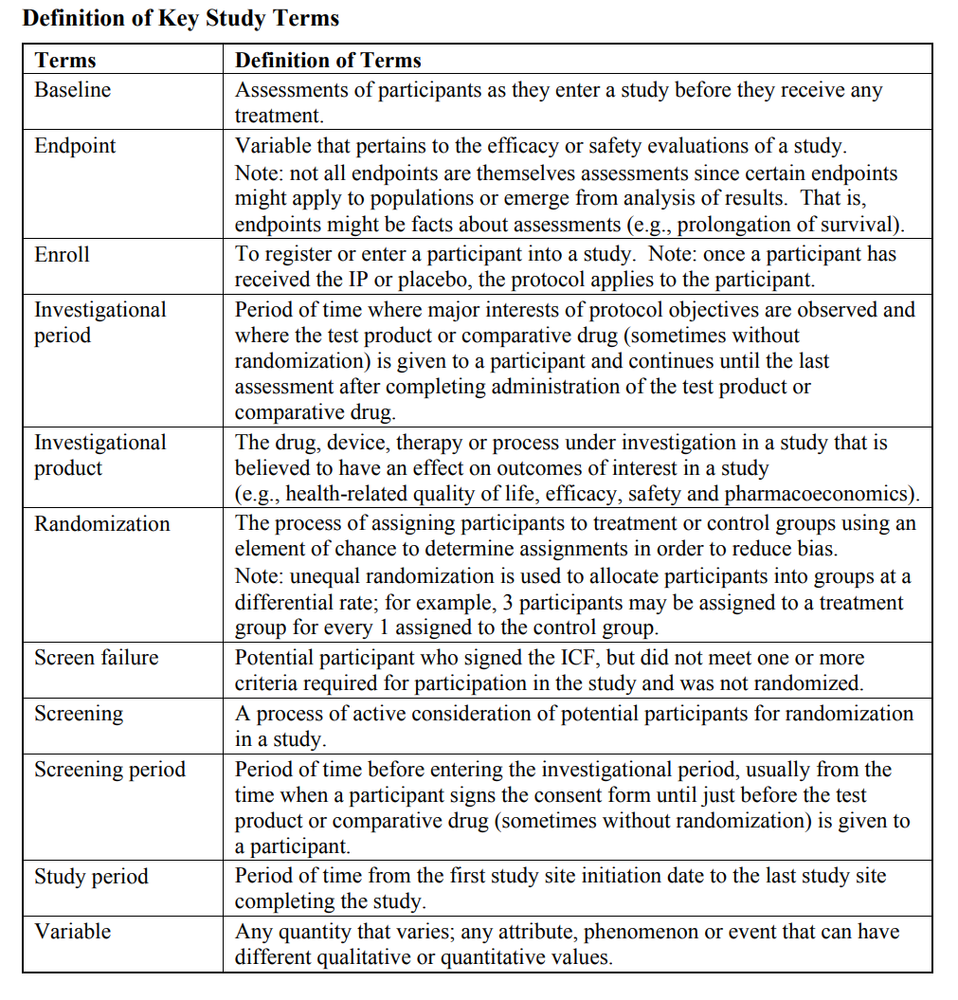 Definition of Key Study Terms
Terms
Definition of Terms
Baseline
Assessments of participants as they enter a study before they receive any
treatment.
Endpoint
Variable that pertains to the efficacy or safety evaluations of a study.
Note: not all endpoints are themselves assessments since certain endpoints
might apply to populations or emerge from analysis of results.  That is,
endpoints might be facts about assessments (e.g., prolongation of survival).
Enroll
To register or enter a participant into a study.  Note: once a participant has
received the IP or placebo, the protocol applies to the participant.
Investigational
period
Period of time where major interests of protocol objectives are observed and
where the test product or comparative drug (sometimes without
randomization) is given to a participant and continues until the last
assessment after completing administration of the test product or
comparative drug.
Investigational
product
The drug, device, therapy or process under investigation in a study that is
believed to have an effect on outcomes of interest in a study
(e.g., health-related quality of life, efficacy, safety and pharmacoeconomics).
Randomization
The process of assigning participants to treatment or control groups using an
element of chance to determine assignments in order to reduce bias.
Note: unequal randomization is used to allocate participants into groups at a
differential rate; for example, 3 participants may be assigned to a treatment
group for every 1 assigned to the control group.
Screen failure
Potential participant who signed the ICF, but did not meet one or more
criteria required for participation in the study and was not randomized.
Screening
A process of active consideration of potential participants for randomization
in a study.
Screening period
Period of time before entering the investigational period, usually from the
time when a participant signs the consent form until just before the test
product or comparative drug (sometimes without randomization) is given to
a participant.
Study period
Period of time from the first study site initiation date to the last study site
completing the study.
Variable
Any quantity that varies; any attribute, phenomenon or event that can have
different qualitative or quantitative values.